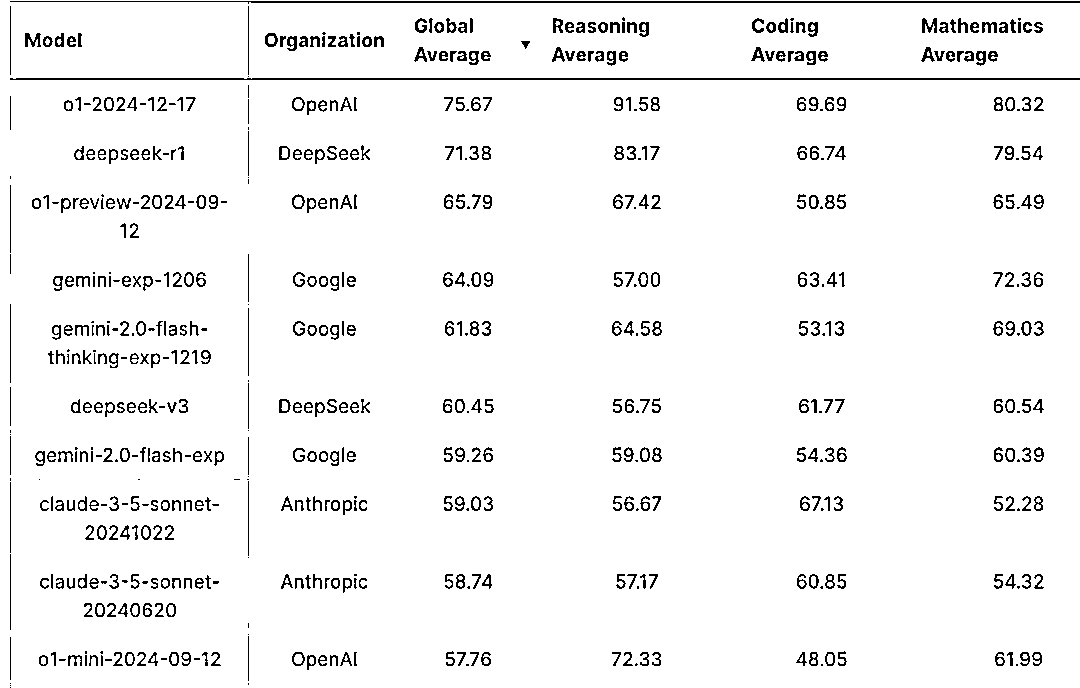 Model Organization Global Average ▼ Reasoning Average Coding Average Mathematics Average
o1-2024-12-17 OpenAI 75.67 91.58 69.69 80.32
deepseek-r1 DeepSeek 71.38 83.17 66.74 79.54
o1-preview-2024-09-12 OpenAI 65.79 67.42 50.85 65.49
gemini-exp-1206 Google 64.09 57.00 63.41 72.36
gemini-2.0-flash-thinking-exp-1219 Google 61.83 64.58 53.13 69.03
deepseek-v3 DeepSeek 60.45 56.75 61.77 60.54
gemini-2.0-flash-exp Google 59.26 59.08 54.36 60.39
claude-3-5-sonnet-20241022 Anthropic 59.03 56.67 67.13 52.28
claude-3-5-sonnet-20240620 Anthropic 58.74 57.17 60.85 54.32
o1-mini-2024-09-12 OpenAI 57.76 72.33 48.05 61.99